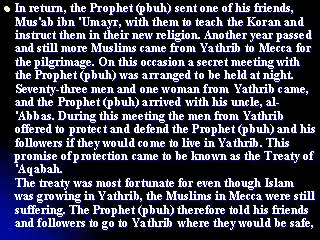 In return, the Prophet (pbuh) sent one of his friends,
Mus'ab ibn 'Umayr, with them to teach the Koran and
instruct them in their new religion. Another year passed
and still more Muslims came from Yathrib to Mecca for
the pilgrimage. On this occasion a secret meeting with
the Prophet (pbuh) was arranged to be held at night.
Seventy-three men and one woman from Yathrib came,
and the Prophet (pbuh) arrived with his uncle, al-
'Abbas. During this meeting the men from Yathrib
offered to protect and defend the Prophet (pbuh) and his
followers if they would come to live in Yathrib. This
promise of protection came to be known as the Treaty of
'Aqabah.
The treaty was most fortunate for even though Islam
was growing in Yathrib, the Muslims in Mecca were still
suffering. The Prophet (pbuh) therefore told his friends
and followers to go to Yathrib where they would be safe,